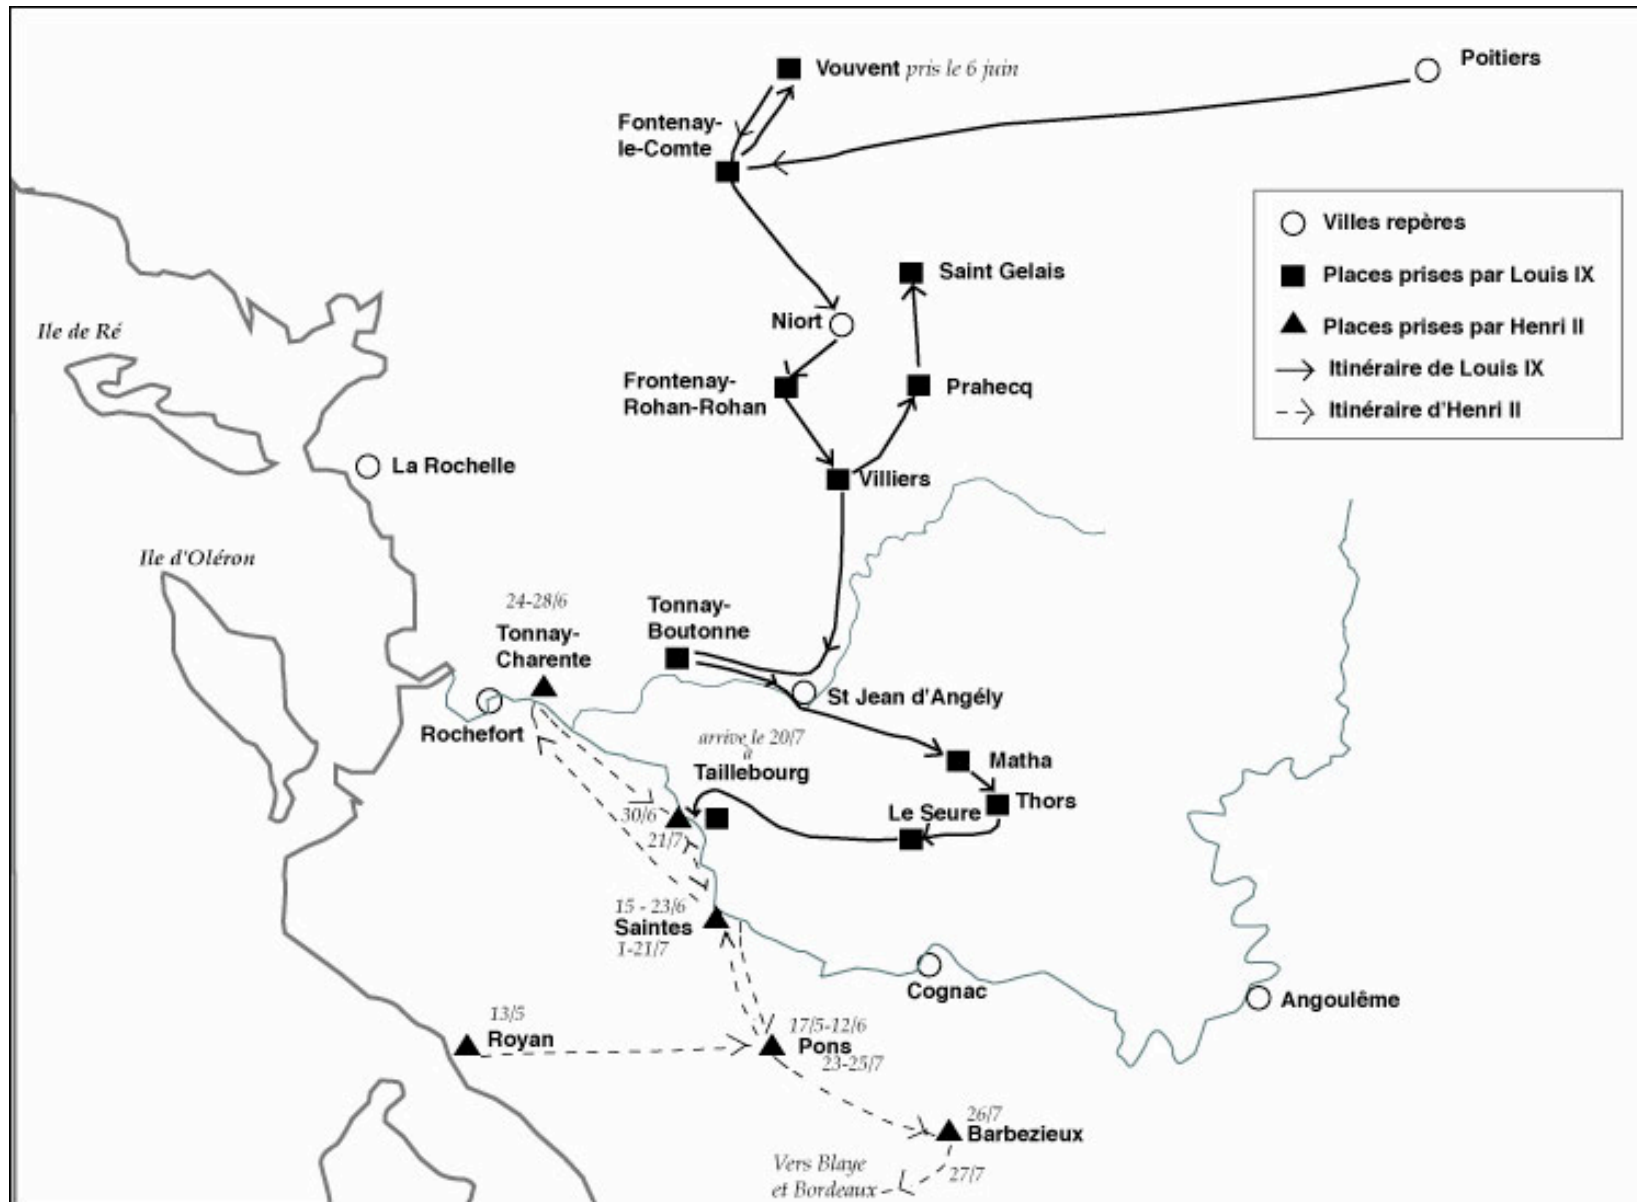 Vouvent pris le 6 juin
Poitiers
Fontenay-
le-Comte
Villes repères
Places prises par Louis IX
Places prises par Henri II
Itinéraire de Louis IX
Itinéraire d'Henri II
Saint Gelais
Niort
Ile de Ré
Frontenay-
Rohan-Rohan
Prahecq
La Rochelle
Villiers
Ile d'Oléron
24-28/6
Tonnay-
Charente
Tonnay-
Boutonne
St Jean d'Angély
Rochefort
arrive le 20/7
à
Taillebourg
Matha
Thors
Le Seure
30/6
21/7
15 - 23/6
Saintes
1-21/7
Cognac
Angoulême
13/5
Royan
17/5-12/6
Pons
23-25/7
26/7
Barbezieux
27/7
Vers Blaye
et Bordeaux